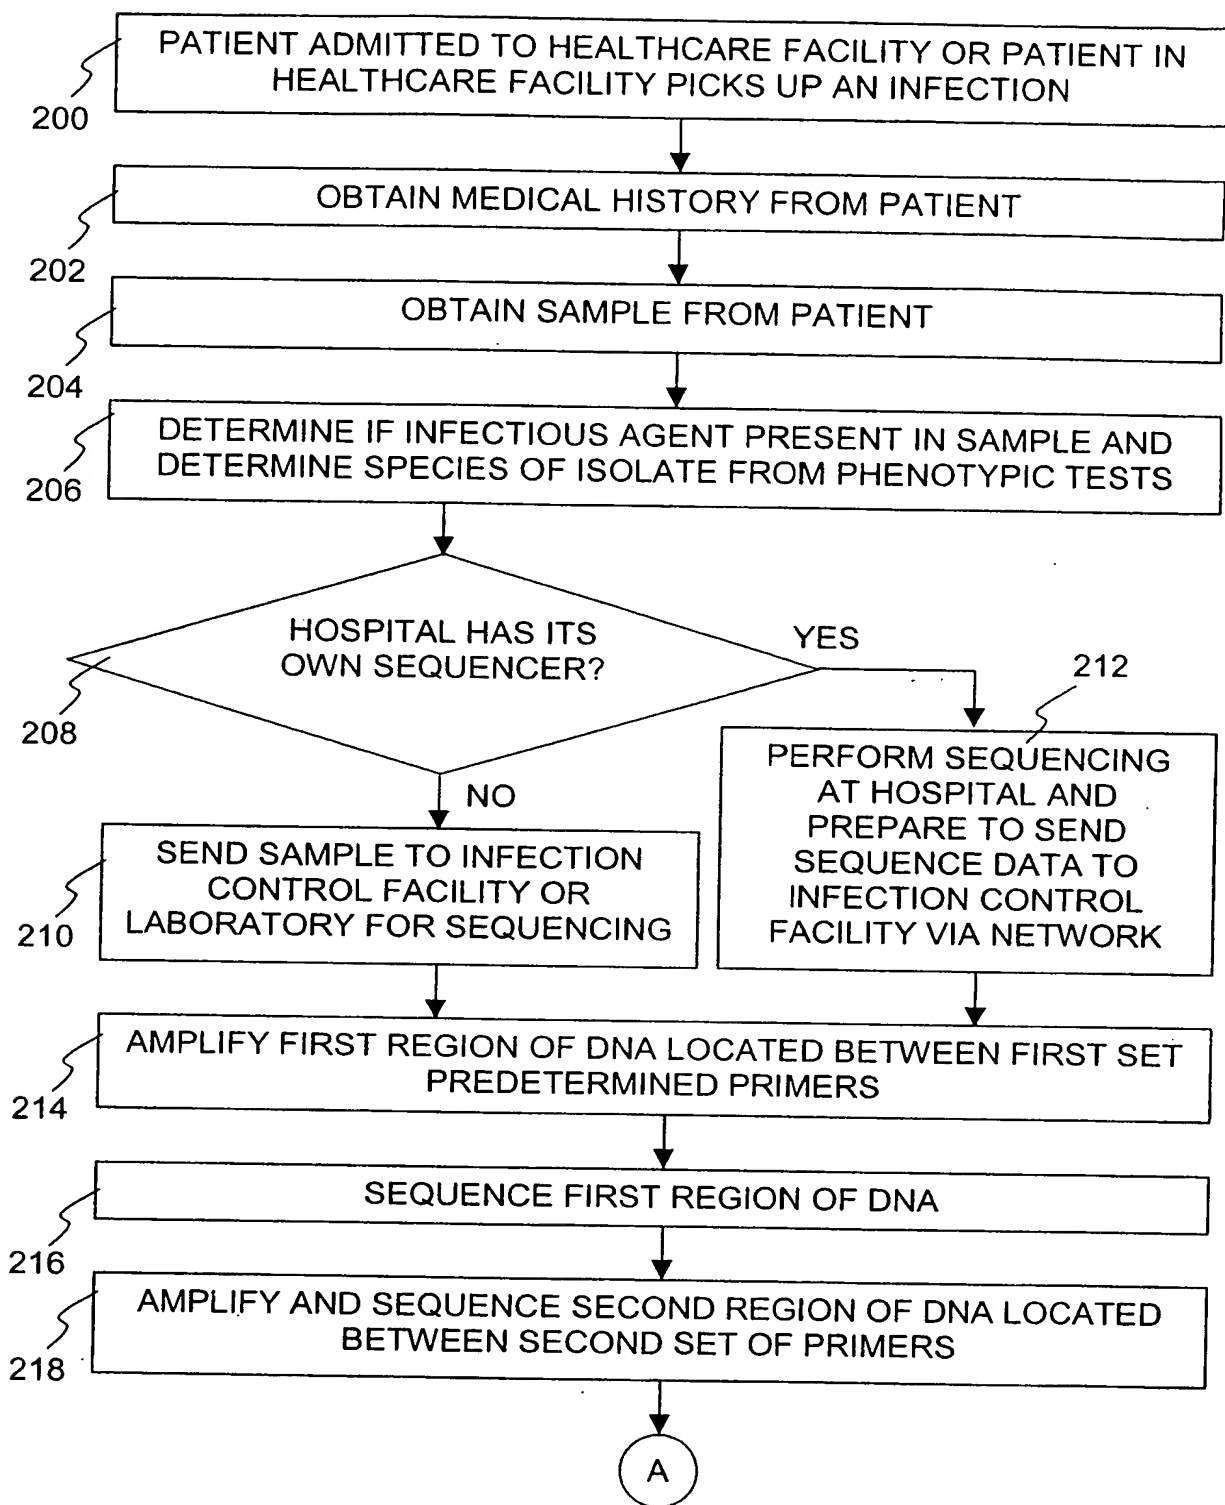 PATIENT ADMITTED TO HEALTHCARE FACILITY OR PATIENT IN
HEALTHCARE FACILITY PICKS UP AN INFECTION
200
OBTAIN MEDICAL HISTORY FROM PATIENT
202
OBTAIN SAMPLE FROM PATIENT
204
DETERMINE IF INFECTIOUS AGENT PRESENT IN SAMPLE AND
DETERMINE SPECIES OF ISOLATE FROM PHENOTYPIC TESTS
206
HOSPITAL HAS ITS
OWN SEQUENCER?
YES
208
NO
212
PERFORM SEQUENCING
AT HOSPITAL AND
PREPARE TO SEND
SEQUENCE DATA TO
INFECTION CONTROL
FACILITY VIA NETWORK
SEND SAMPLE TO INFECTION
CONTROL FACILITY OR
LABORATORY FOR SEQUENCING
210
AMPLIFY FIRST REGION OF DNA LOCATED BETWEEN FIRST SET
PREDETERMINED PRIMERS
214
SEQUENCE FIRST REGION OF DNA
216
AMPLIFY AND SEQUENCE SECOND REGION OF DNA LOCATED
BETWEEN SECOND SET OF PRIMERS
218
A